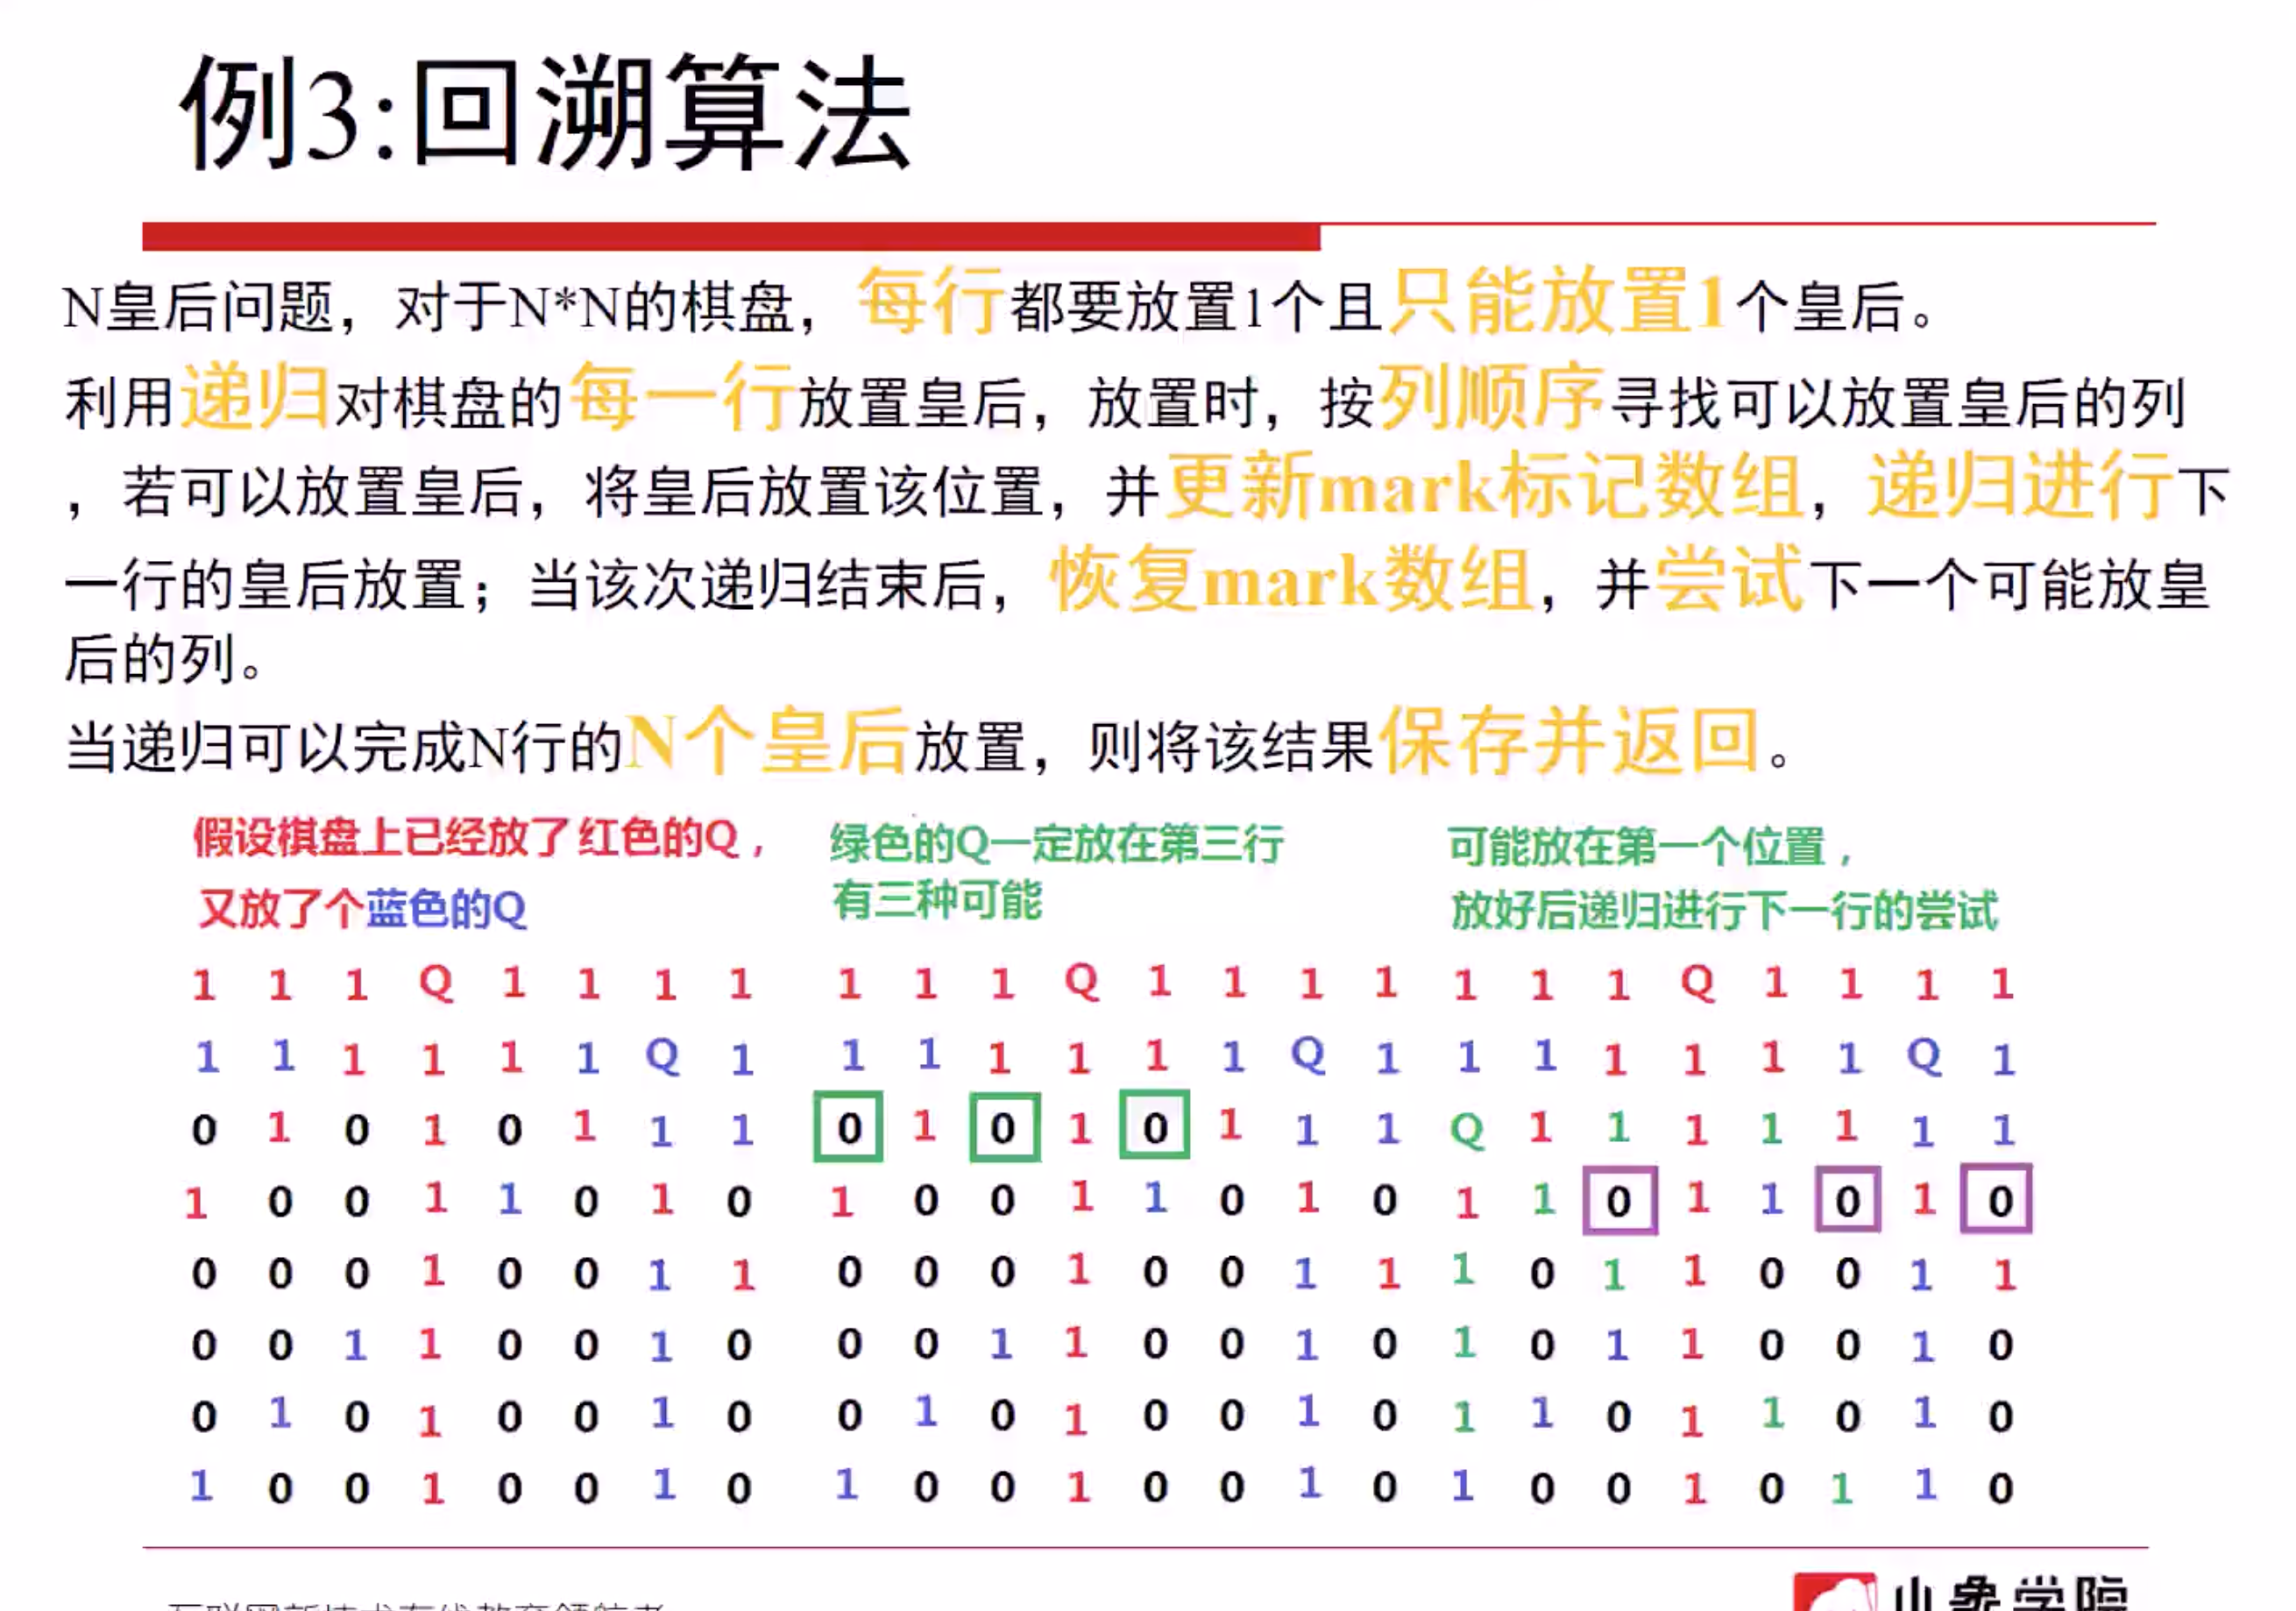 例3:回溯算法
N皇后问题，对于N*N的棋盘，每行都要放置1个且只能放置1个皇后。
利用递归对棋盘的每一行放置皇后，放置时，按列顺序寻找可以放置皇后的列
，若可以放置皇后，将皇后放置该位置，并更新mark标记数组，递归进行下
一行的皇后放置；当该次递归结束后，恢复mark数组，并尝试下一个可能放皇
后的列。
当递归可以完成N行的N个皇后放置，则将该结果保存并返回。
假设棋盘上已经放了红色的Q，
又放了个蓝色的Q
绿色的Q一定放在第三行
有三种可能
可能放在第一个位置，
放好后递归进行下一行的尝试
1 1 1 Q 1 1 1 1 1 1 1 Q 1 1 1 1 1 1 1 Q 1 1 1 1
1 1 1 1 1 1 Q 1 1 1 1 1 1 1 Q 1 1 1 1 1 1 1 Q 1
0 1 0 1 0 1 1 1 0 1 0 1 0 1 1 1 Q 1 1 1 1 1 1 1
1 0 0 1 1 0 1 0 1 0 0 1 1 0 1 0 1 1 0 1 1 0 1 0
0 0 0 1 0 0 1 1 0 0 0 1 0 0 1 1 1 0 1 1 0 0 1 1
0 0 1 1 0 0 1 0 0 0 1 1 0 0 1 0 1 0 1 1 0 0 1 0
0 1 0 1 0 0 1 0 0 1 0 1 0 0 1 0 1 1 0 1 1 0 1 0
1 0 0 1 0 0 1 0 1 0 0 1 0 0 1 0 1 0 0 1 0 1 1 0
互联网新技术在线教育领航者
小象学院